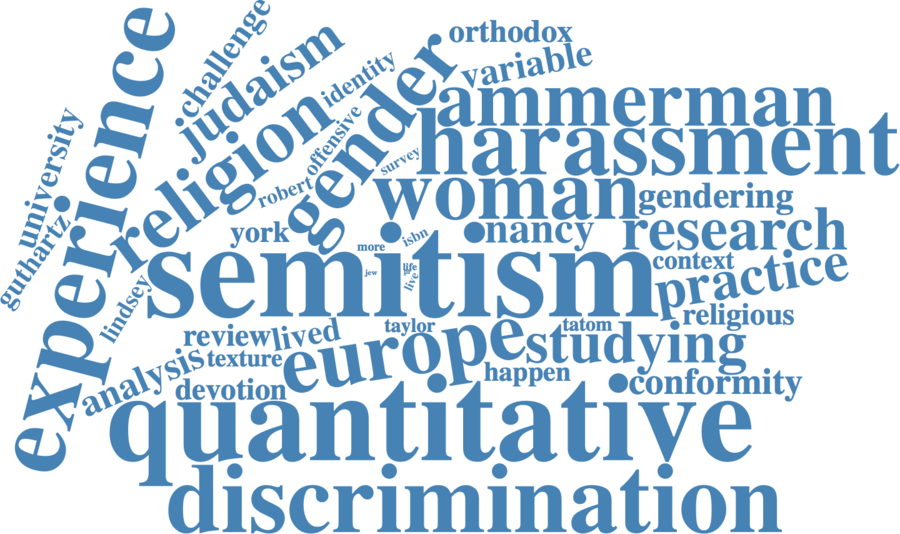 experience
challenge
judaism
orthodox
variable
identity
gender
religion
offensive
university
ammerman
harassment
survey
robert
woman
gendering
guthartz
york
isbn
nancy
research
more
semitism
context
practice
jew
life
live
lindsey
religious
review
lived
taylor
tatom
europe
studying
texture
analysis
happen
conformity
devotion
quantitative
discrimination